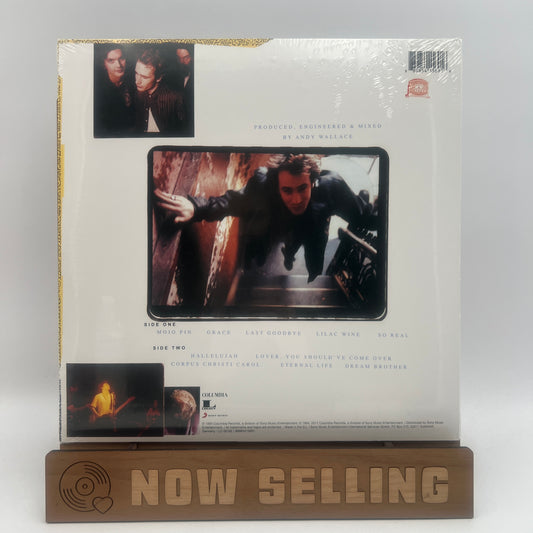 PRODUCED, ENGINEERED & MIXED
BY ANDY WALLACE
SIDE ONE
MOJO PIN GRACE LAST GOODBYE LILAC WINE SO REAL
SIDE TWO
HALLELUJAH LOVER, YOU SHOULD'VE COME OVER
CORPUS CHRISTI CAROL ETERNAL LIFE DREAM BROTHER
COLUMBIA
NOW SELLING